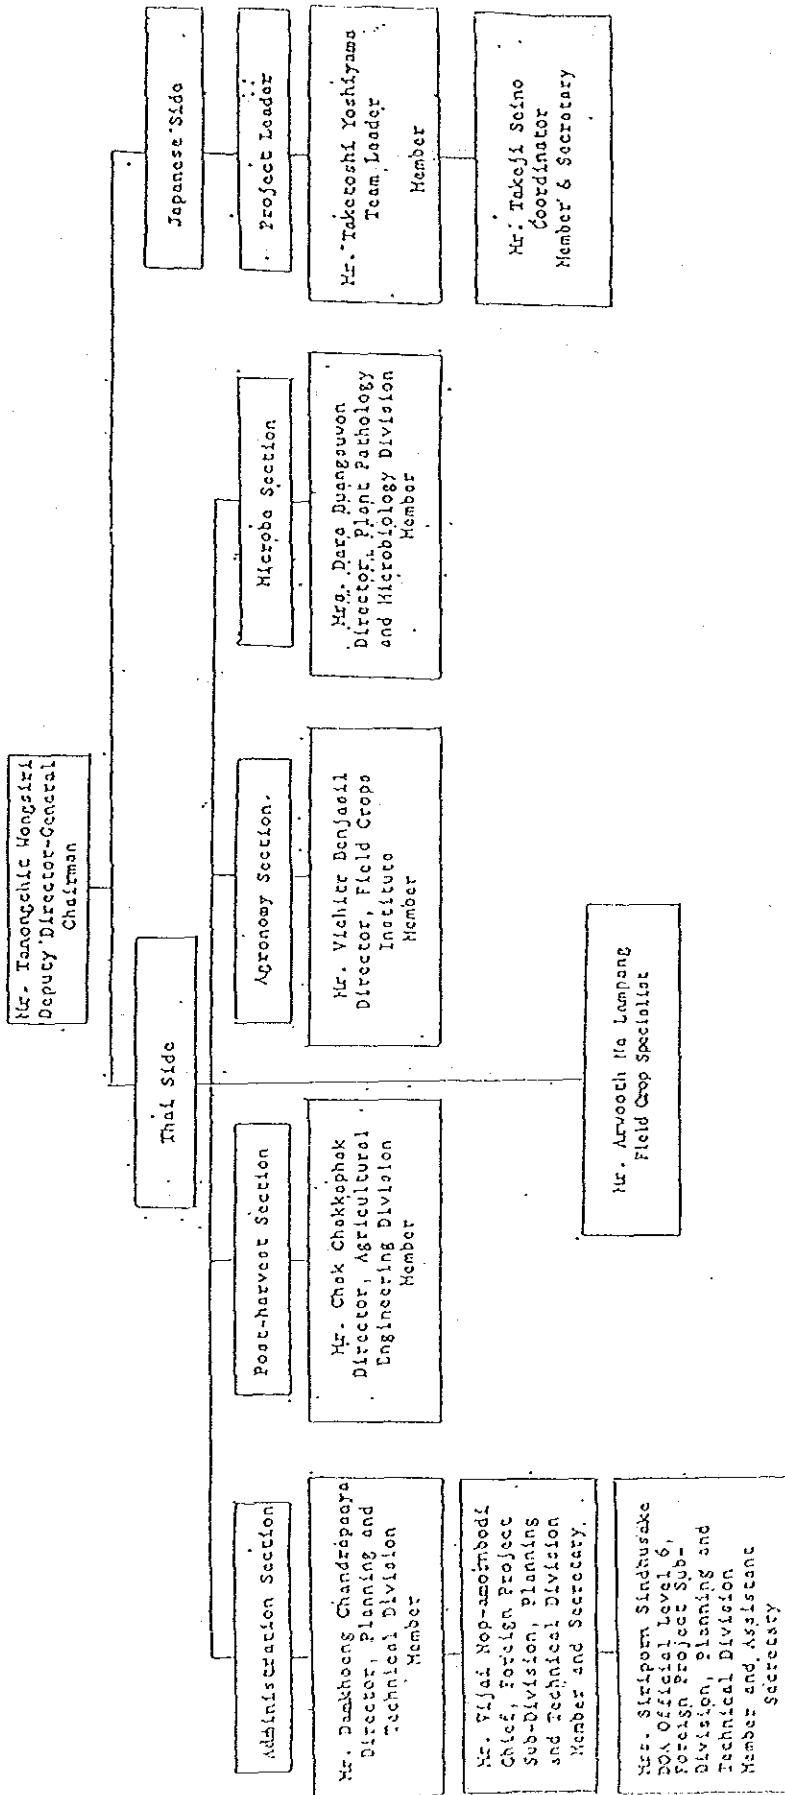 Mr. Tanongchit Wongsiri
Deputy Director-General
Chairman
Thai Side
Japanese Side
Administration Section
Post-harvest Section
Agronomy Section.
Microbe Section
Project Leader
Mr. Damkhoeng Chandrapanya
Director, Planning and
Technical Division
Member
Mr. Vijai Nop-amornbodi
Chief, Foreign Project
Sub-Division, Planning
and Technical Division
Member and Secretary.
Mrs. Siriporn Sindhusake
DOA Official Level 6,
Foreign Project Sub-
Division, Planning and
Technical Division
Member and Assistant
Secretary
Mr. Chak Chakkaphak
Director, Agricultural
Engineering Division
Member
Mr. Vichitr Benjasil
Director, Field Crops
Institute
Member
Mrs. Dara Buangsuwon
Director, Plant Pathology
and Microbiology Division
Member
Mr. Taketoshi Yoshiyama
Team Leader
Member
Mr. Takeji Seino
Coordinator
Member & Secretary
Mr. Arwooth Na Lampang
Field Crop Specialist